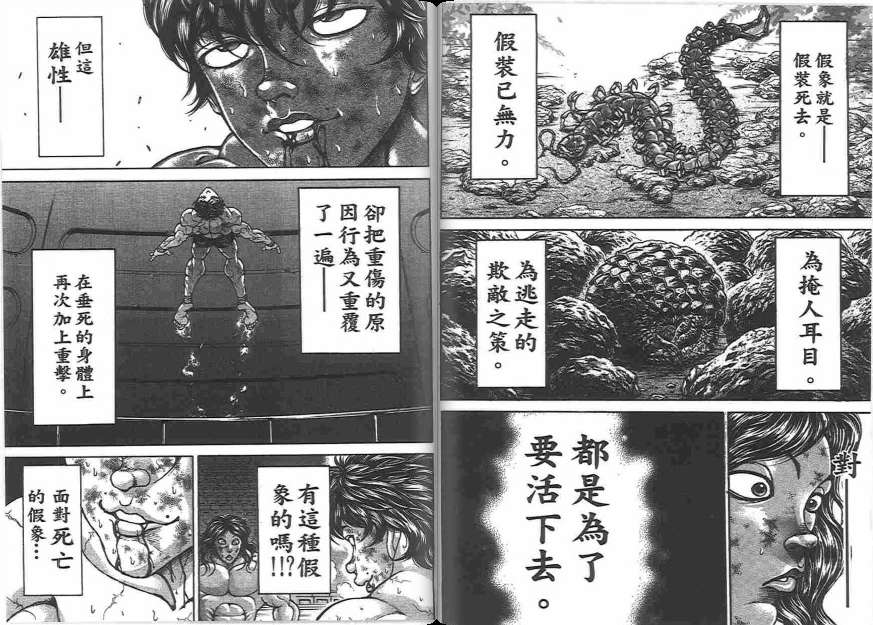 假象就是——
假裝死去。
假裝已無力。
為掩人耳目。
為逃走的
欺敵之策。
對——
都是為了
要活下去。
但這
雄性——
卻把重傷的原
因行為又重覆
了一遍——
在垂死的身體上
再次加上重擊。
有這種假
象的嗎!!?
面對死亡
的假象…